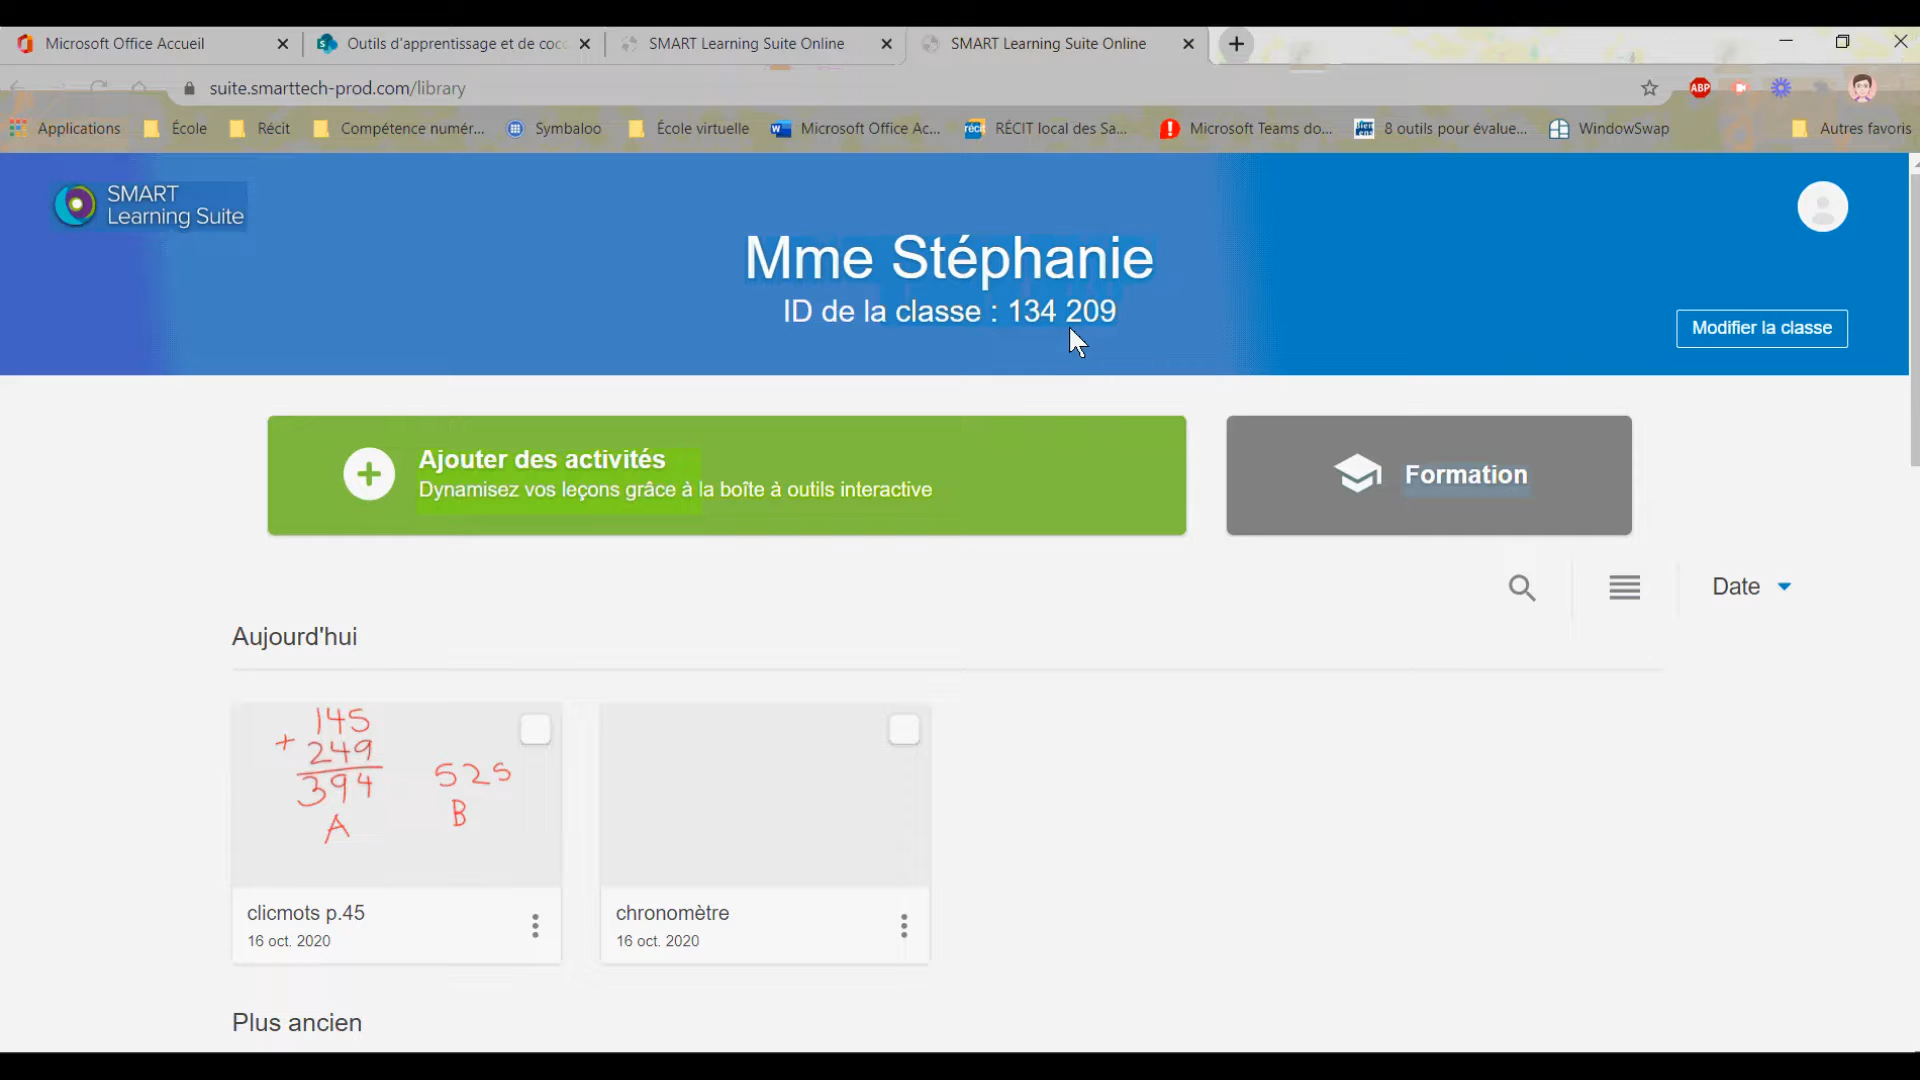 Microsoft Office Accueil
Outils d'apprentissage et de coco
SMART Learning Suite Online
SMART Learning Suite Online
suite.smarttech-prod.com/library
ABP
Applications
École
Récit
Compétence numér...
Symbaloo
École virtuelle
Microsoft Office Ac...
RÉCIT local des Sa...
Microsoft Teams do...
8 outils pour évalue...
WindowSwap
Autres favoris
SMART
Learning Suite
Mme Stéphanie
ID de la classe : 134 209
Modifier la classe
Ajouter des activités
Dynamisez vos leçons grâce à la boîte à outils interactive
Formation
Date
Aujourd'hui
145
+ 249
394
A
525
B
clicmots p.45
16 oct. 2020
chronomètre
16 oct. 2020
Plus ancien